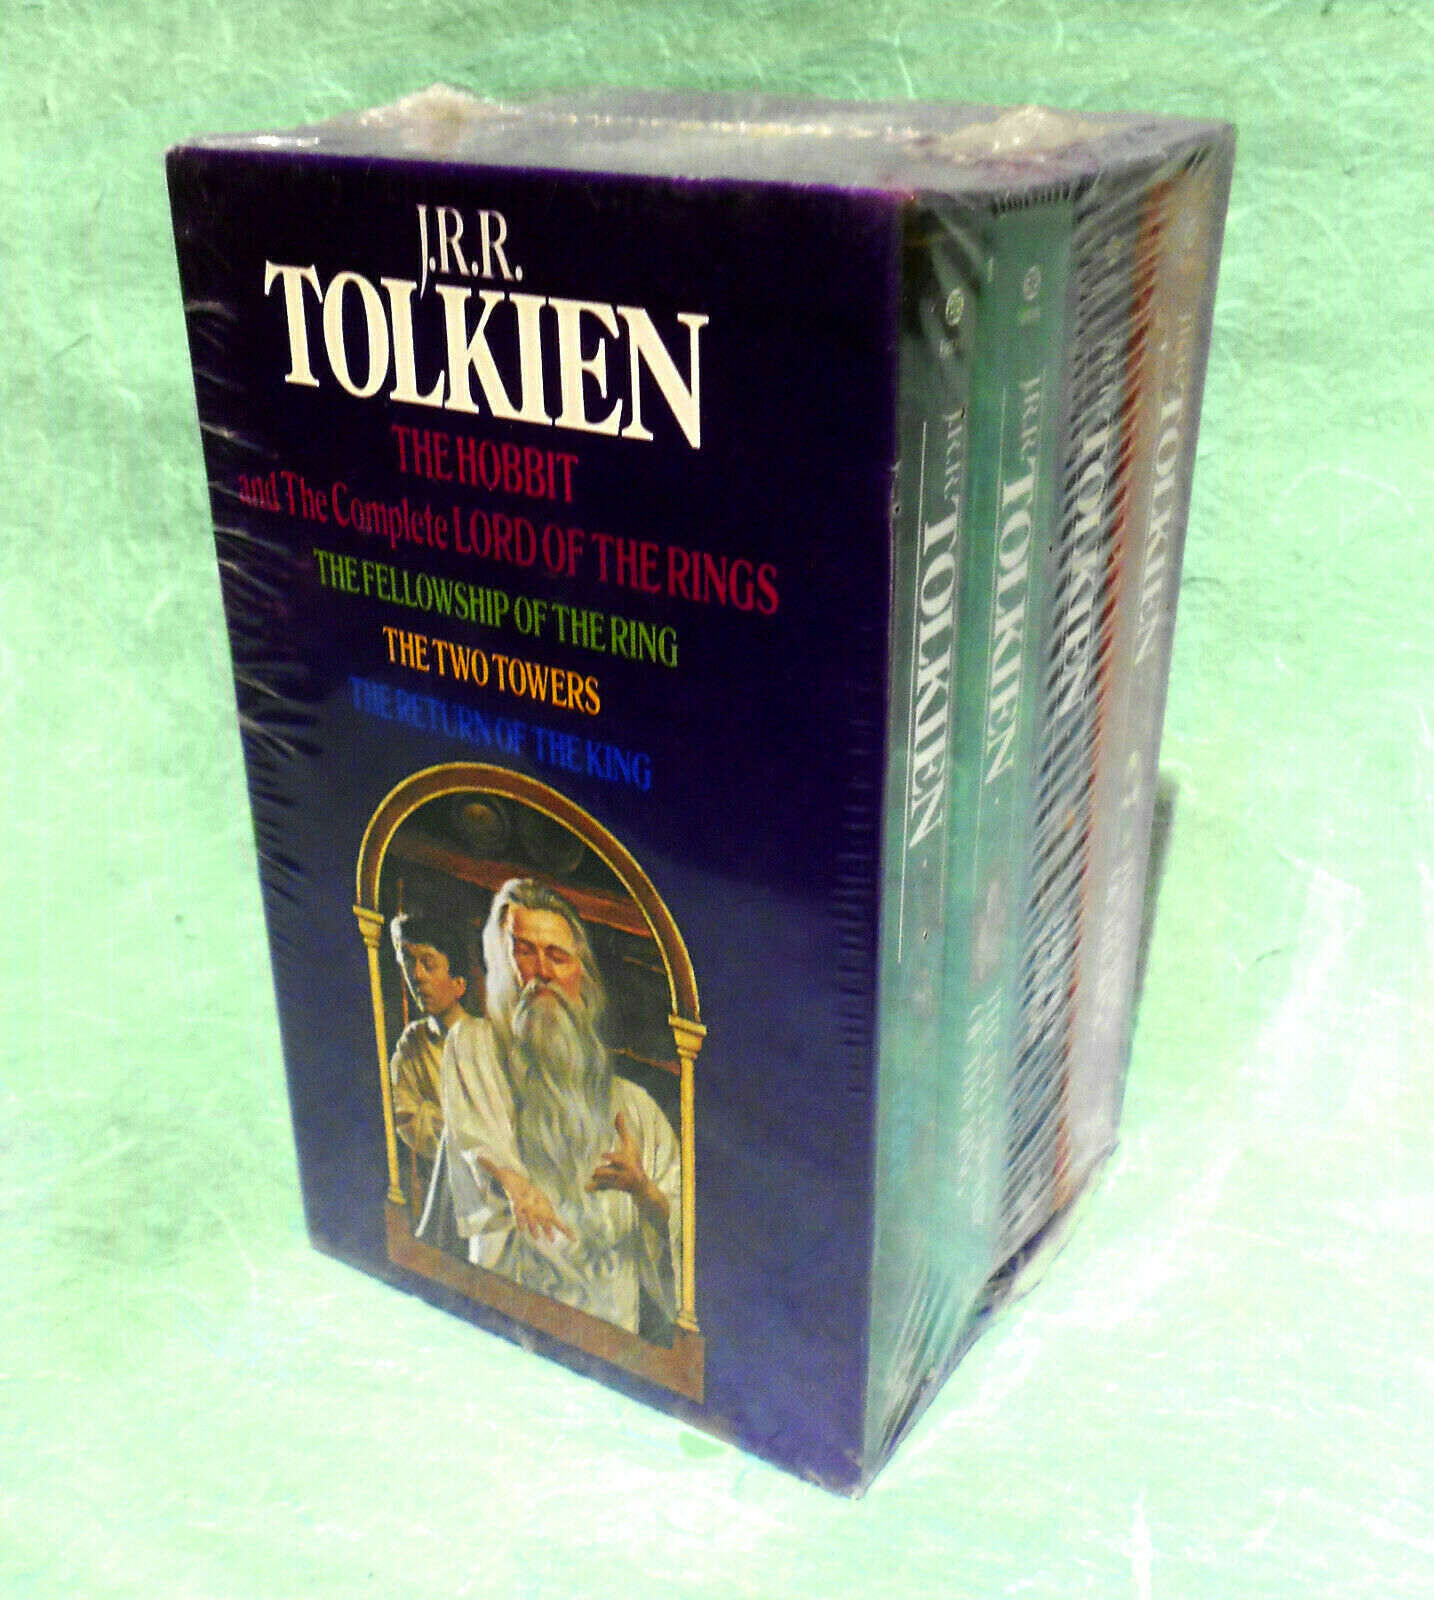 J.R.R.
TOLKIEN
THE HOBBIT
and The Complete LORD OF THE RINGS
THE FELLOWSHIP OF THE RING
THE TWO TOWERS
THE RETURN OF THE KING
J.R.R. TOLKIEN
J.R.R. TOLKIEN
TOLKIEN
TOLKIEN